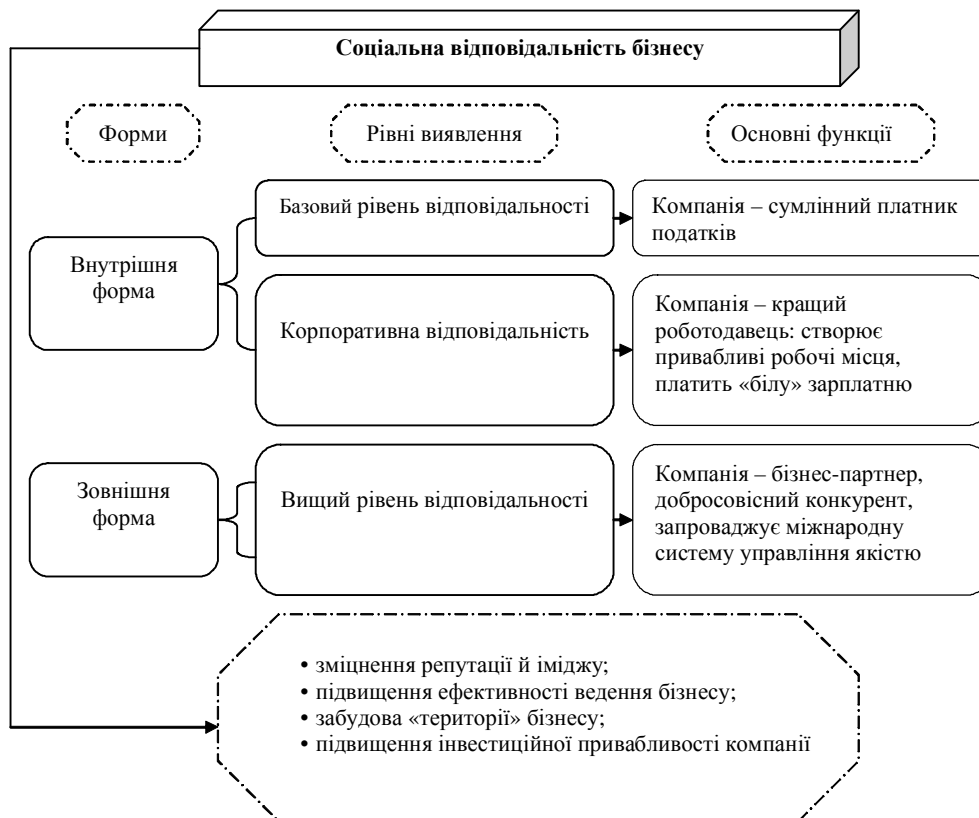 Соціальна відповідальність бізнесу
Форми
Рівні виявлення
Основні функції
Внутрішня
форма
Базовий рівень відповідальності
Компанія – сумлінний платник
податків
Корпоративна відповідальність
Компанія – кращий
роботодавець: створює
привабливі робочі місця,
платить «білу» зарплатню
Зовнішня
форма
Вищий рівень відповідальності
Компанія – бізнес-партнер,
добросовісний конкурент,
запроваджує міжнародну
систему управління якістю
• зміцнення репутації й іміджу;
• підвищення ефективності ведення бізнесу;
• забудова «території» бізнесу;
• підвищення інвестиційної привабливості компанії